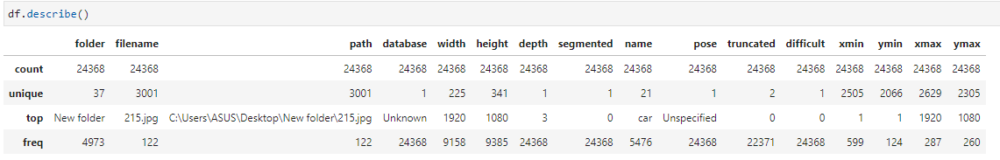 df.describe()
folder filename path database width height depth segmented name pose truncated difficult xmin ymin xmax ymax
count 24368 24368 24368 24368 24368 24368 24368 24368 24368 24368 24368 24368 24368 24368 24368 24368
unique 37 3001 3001 1 225 341 1 1 21 1 2 1 2505 2066 2629 2305
top New folder 215.jpg C:\Users\ASUS\Desktop\New folder\215.jpg Unknown 1920 1080 3 0 car Unspecified 0 0 1 1 1920 1080
freq 4973 122 122 24368 9158 9385 24368 24368 5476 24368 22371 24368 599 124 287 260